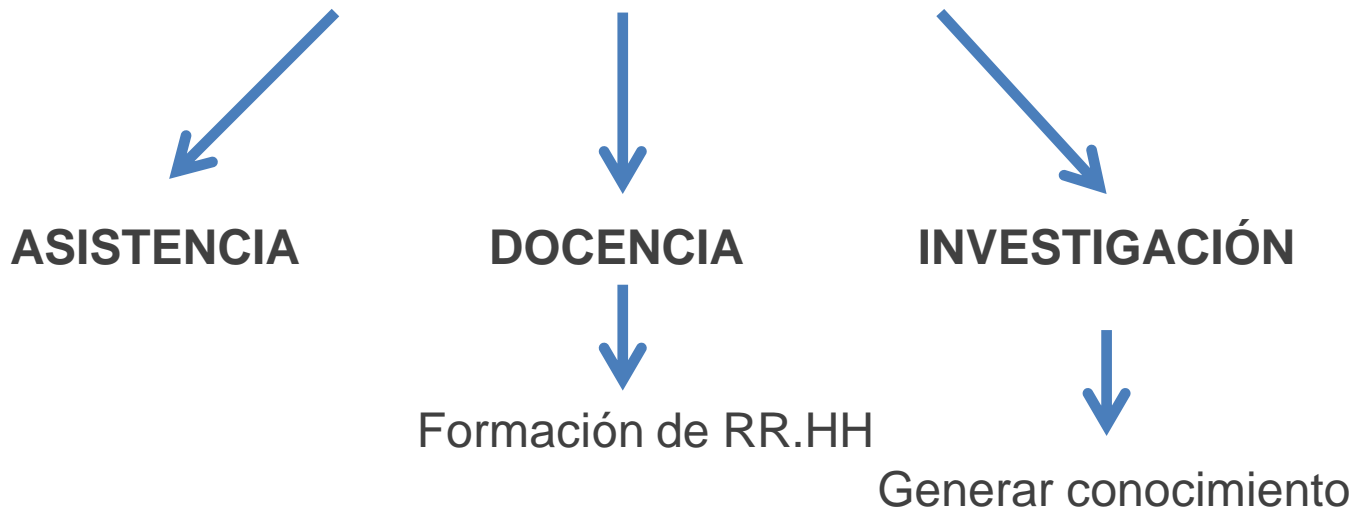 ASISTENCIA DOCENCIA INVESTIGACIÓN
Formación de RR.HH
Generar conocimiento